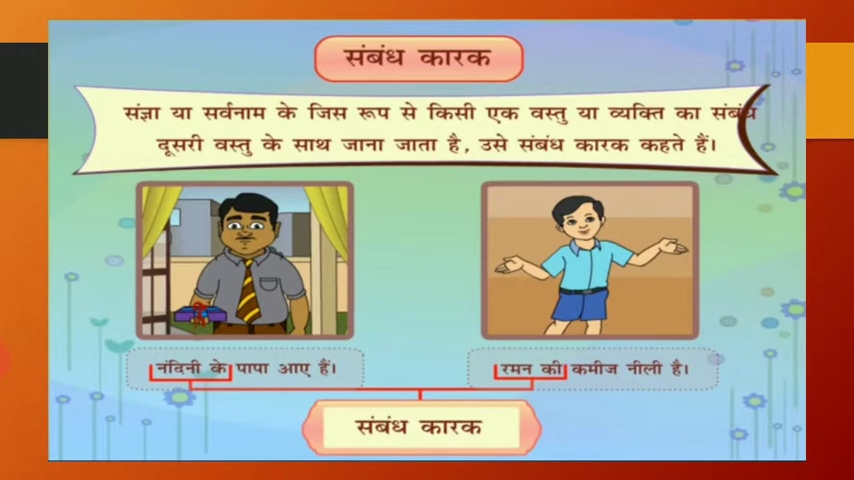 संबंध कारक
संज्ञा या सर्वनाम के जिस रूप से किसी एक वस्तु या व्यक्ति का संबंध
दूसरी वस्तु के साथ जाना जाता है, उसे संबंध कारक कहते हैं।
नंदिनी के पापा आए हैं।
रमन की कमीज नीली है।
संबंध कारक